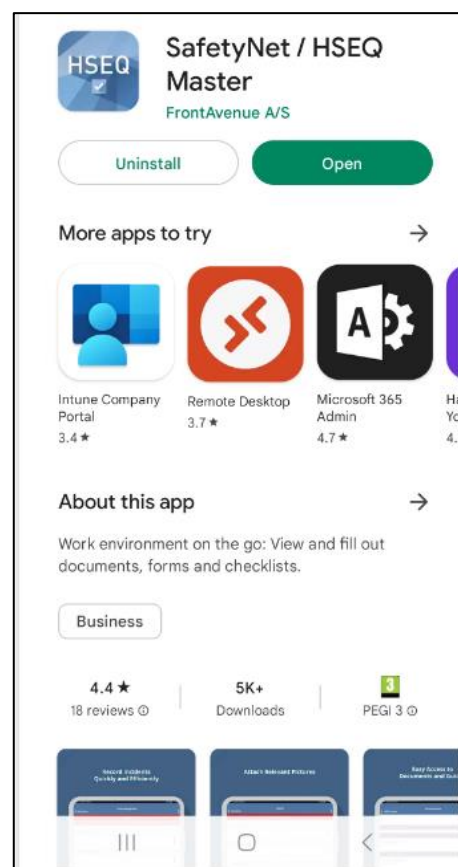 HSEQ
SafetyNet / HSEQ
Master
FrontAvenue A/S
Uninstall
Open
More apps to try
Intune Company
Portal
3.4 ★
Remote Desktop
3.7 ★
A
Microsoft 365
Admin
4.7 ★
Ha
Yo
4.
About this app
Work environment on the go: View and fill out
documents, forms and checklists.
Business
4.4 ★
18 reviews
5K+
Downloads
3
PEGI 3
Record Incidents
Quickly and Efficiently
Attach Relevant Pictures
Easy Access to
Documents and